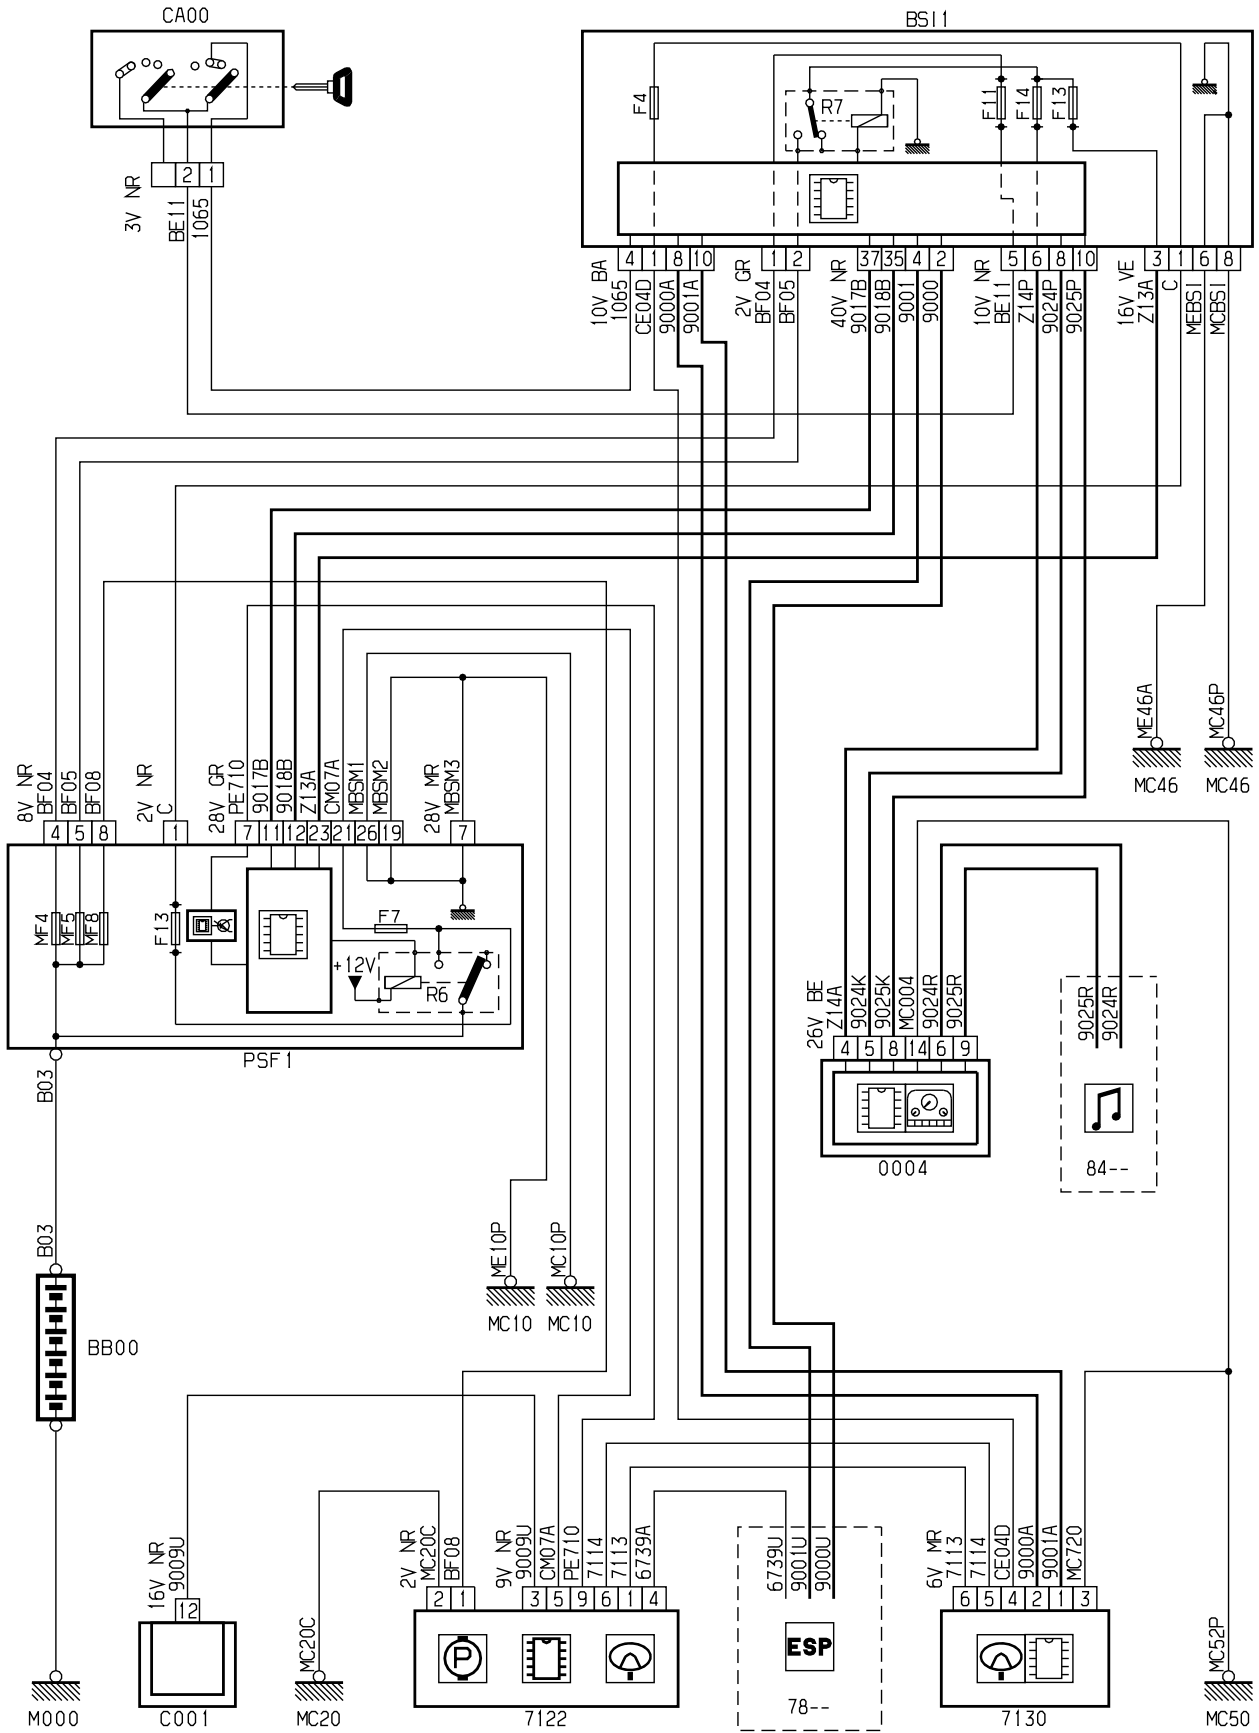 CA00
BSI1
F4
R7
F11
F14
F13
2
1
3V NR
BE11
1065
4
1
8
10
1
2
37
35
4
2
5
6
8
10
3
1
6
8
10V BA
1065
CE04D
9000A
9001A
2V GR
BF04
BF05
40V NR
9017B
9018B
9001
9000
10V NR
BE11
Z14P
9024P
9025P
16V VE
Z13A
C
MEBSI
MCBSI
ME46A
MC46P
MC46
MC46
8V NR
BF04
BF05
BF08
2V NR
C
28V GR
PE710
9017B
9018B
Z13A
CM07A
MBSM1
MBSM2
28V MR
MBSM3
4
5
8
1
7
11
12
23
21
26
19
7
MF4
MF5
MF8
F13
F7
+12V
R6
PSF1
26V BE
Z14A
9024K
9025K
MC004
9024R
9025R
4
5
8
14
6
9
0004
9025R
9024R
84--
B03
B03
BB00
ME10P
MC10P
MC10
MC10
16V NR
9009U
12
C001
M000
MC20C
MC20
2V NR
MC20C
BF08
9V NR
9009U
CM07A
PE710
7114
7113
6739A
2
1
3
5
9
6
1
4
P
7122
6739U
9001U
9000U
ESP
78--
6V MR
7113
7114
CE04D
9000A
9001A
MC720
6
5
4
2
1
3
7130
MC52P
MC50